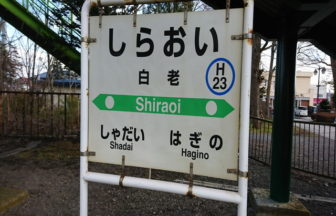 しらおい
白老
H
23
Shiraoi
しゃだい はぎの
Shadai Hagino